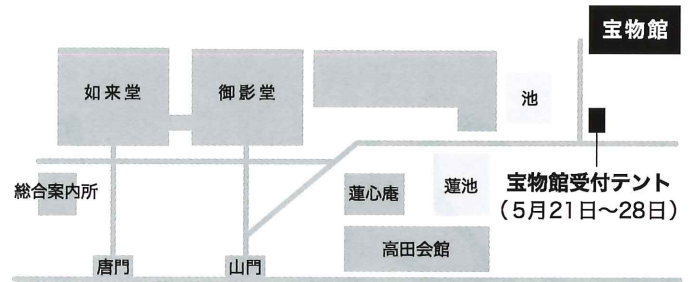 宝物館
如来堂
御影堂
池
総合案内所
蓮心庵
蓮池
宝物館受付テント
（5月21日～28日）
高田会館
唐門
山門